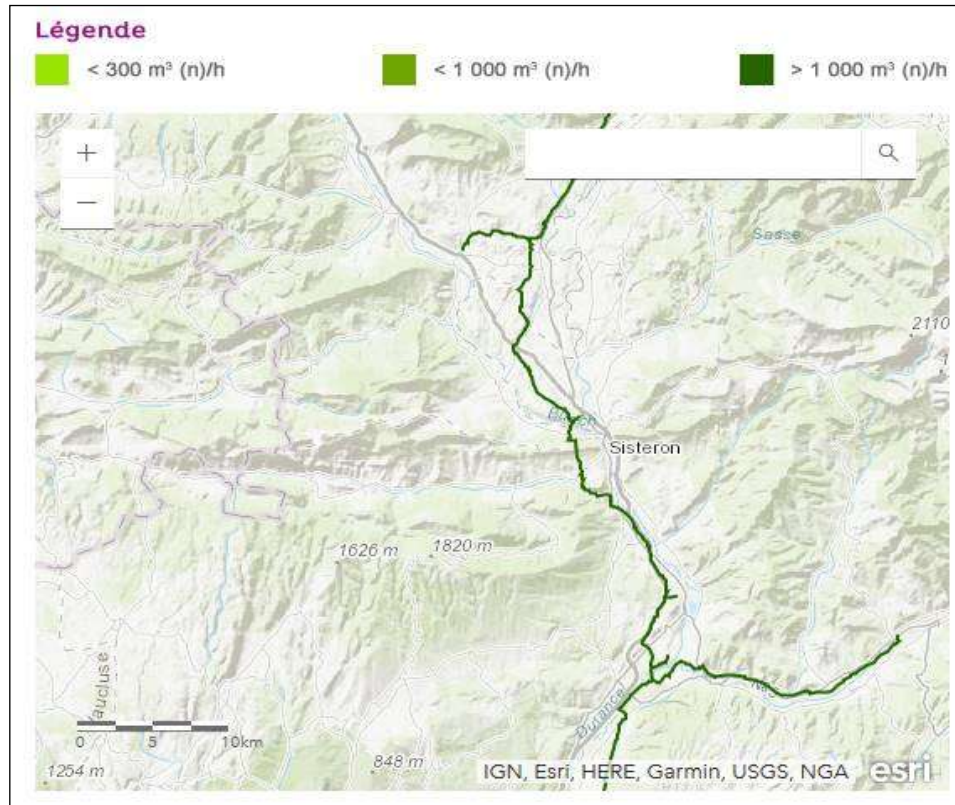 Légende
< 300 m³ (n)/h
< 1 000 m³ (n)/h
> 1 000 m³ (n)/h
+
−
Sasse
2110
Buëch
Sisteron
1626 m
1820 m
Vaucluse
Durance
0 5 10km
1254 m
848 m
IGN, Esri, HERE, Garmin, USGS, NGA
esri